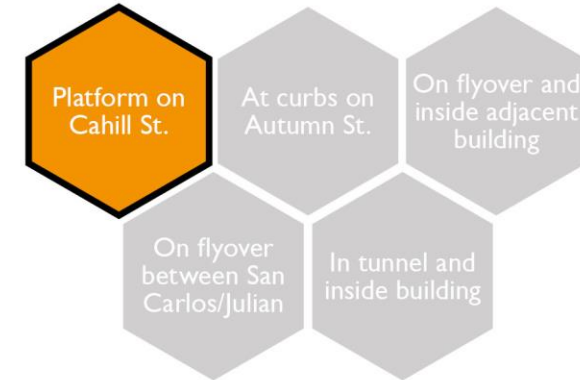 Platform on
Cahill St.
At curbs on
Autumn St.
On flyover and
inside adjacent
building
On flyover
between San
Carlos/Julian
In tunnel and
inside building